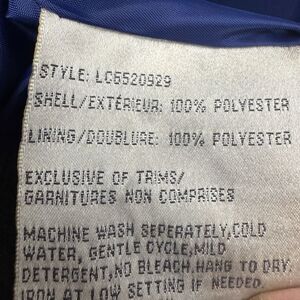 STYLE: LC6520929
SHELL/EXTÉRIEUR: 100% POLYESTER
LINING/DOUBLURE: 100% POLYESTER
EXCLUSIVE OF TRIMS/
GARNITURES NON COMPRISES
MACHINE WASH SEPERATELY,COLD
WATER, GENTLE CYCLE,MILD
DETERGENT,NO BLEACH.HANG TO DRY.
IRON AT LOW SETTING IF NEEDED.